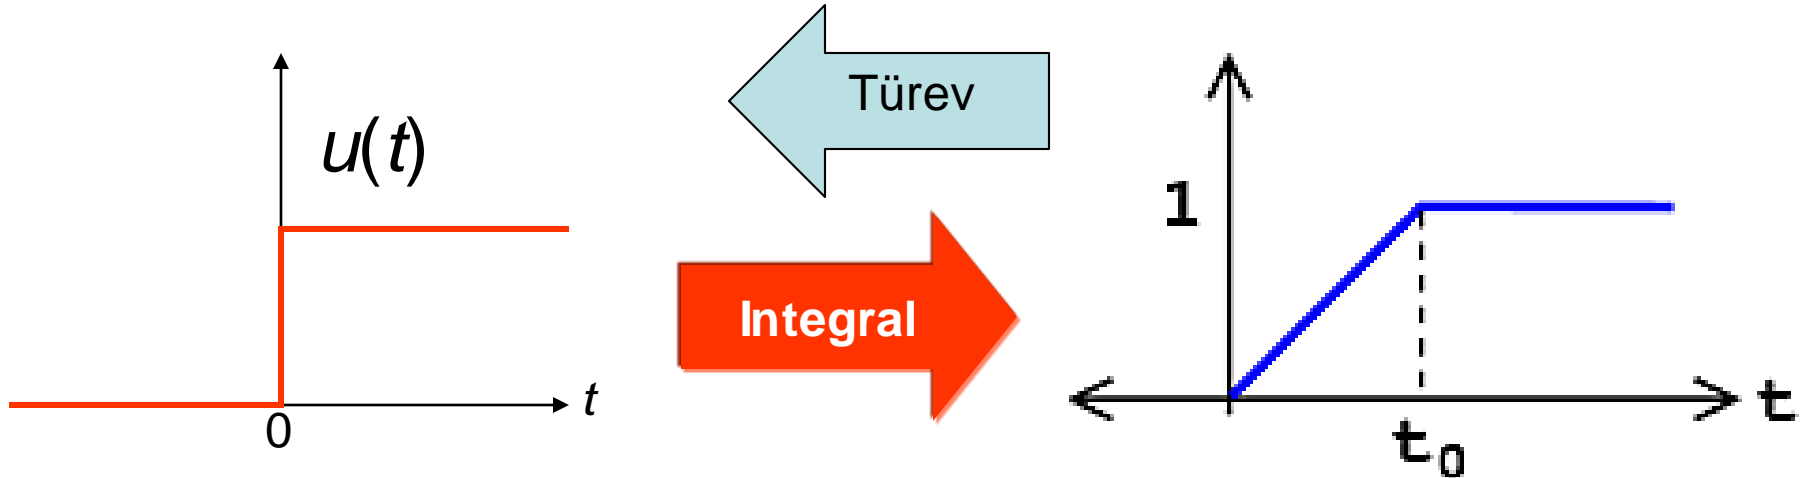 Türev
u(t)
1
Integral
t
0
t
t₀